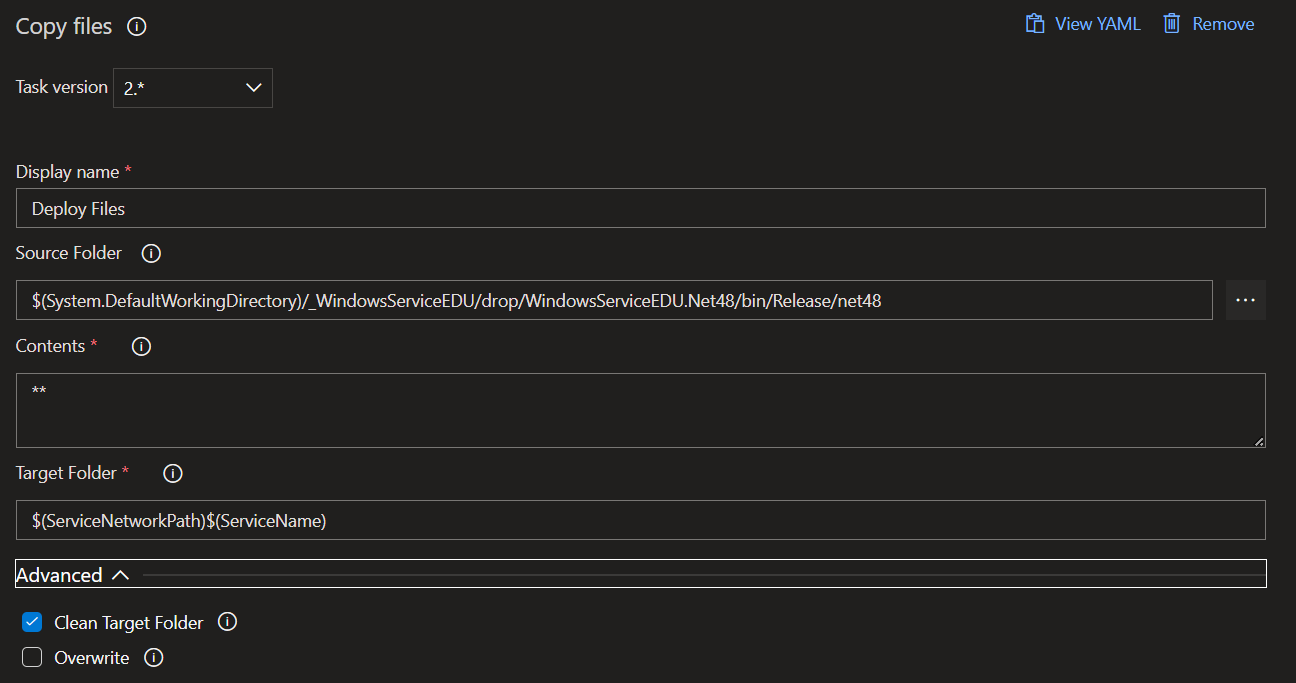 Copy files
View YAML
Remove
Task version 2.*
Display name *
Deploy Files
Source Folder
$(System.DefaultWorkingDirectory)/_WindowsServiceEDU/drop/WindowsServiceEDU.Net48/bin/Release/net48
...
Contents *
**
Target Folder *
$(ServiceNetworkPath)$(ServiceName)
Advanced
Clean Target Folder
Overwrite